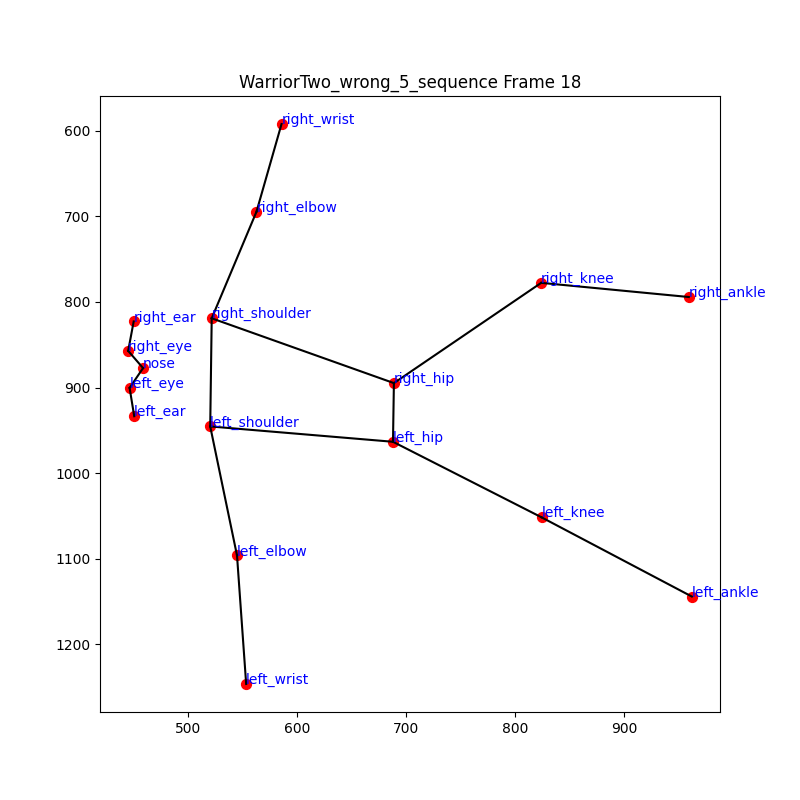 WarriorTwo_wrong_5_sequence Frame 18
600
right_wrist
700
right_elbow
right_knee
right_ankle
800
right_shoulder
right_ear
right_eye
nose
right_hip
900
left_eye
left_ear
left_shoulder
left_hip
1000
left_knee
1100
left_elbow
left_ankle
1200
left_wrist
500 600 700 800 900